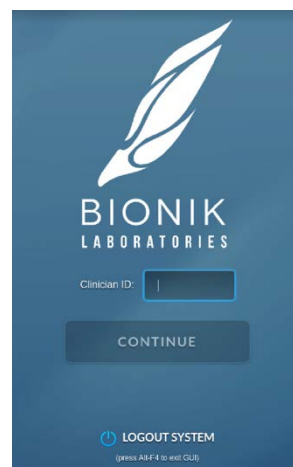 BIONIK
LABORATORIES
Clinician ID:
CONTINUE
LOGOUT SYSTEM
(press Alt-F4 to exit GUI)